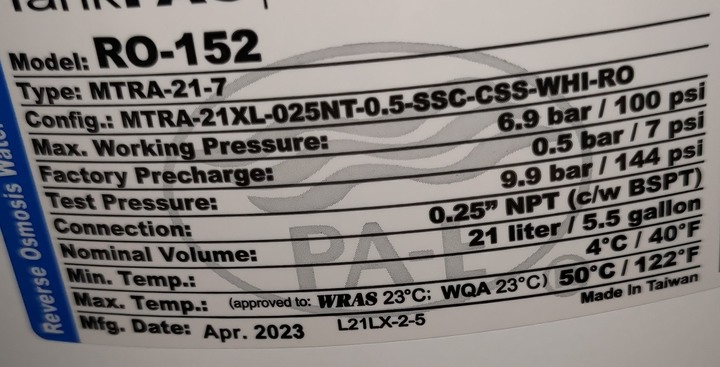 Model: RO-152
Type: MTRA-21-7
Config.: MTRA-21XL-025NT-0.5-SSC-CSS-WHI-RO
Max. Working Pressure: 6.9 bar / 100 psi
Factory Precharge: 0.5 bar / 7 psi
Test Pressure: 9.9 bar / 144 psi
Connection: 0.25” NPT (c/w BSPT)
Nominal Volume: 21 liter / 5.5 gallon
Min. Temp.: 4°C / 40°F
Max. Temp.: (approved to: WRAS 23°C; WQA 23°C) 50°C / 122°F
Mfg. Date: Apr. 2023 L21LX-2-5 Made In Taiwan
Reverse Osmosis Water
PA-E